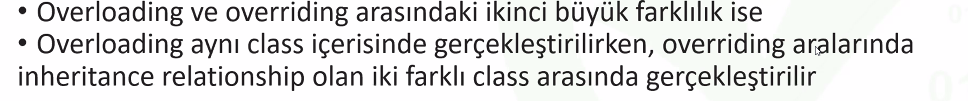 • Overloading ve overriding arasındaki ikinci büyük farklılık ise
• Overloading aynı class içerisinde gerçekleştirilirken, overriding aralarında
inheritance relationship olan iki farklı class arasında gerçekleştirilir